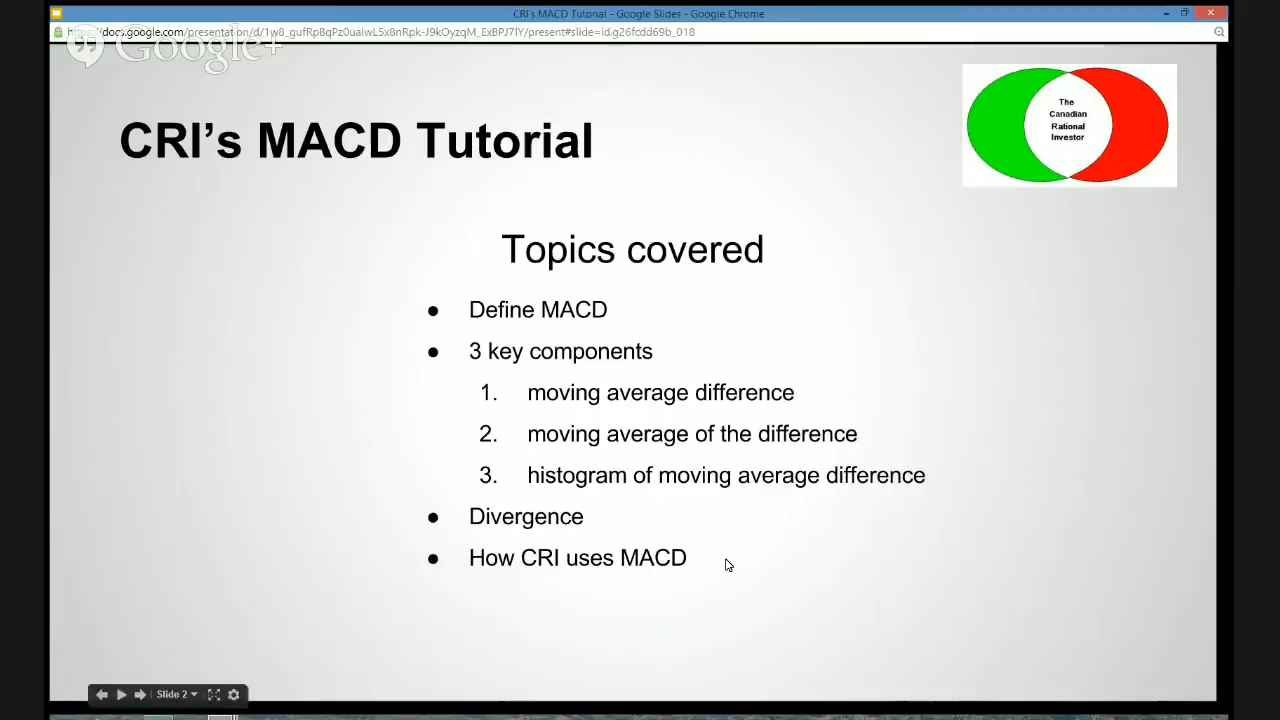 CRI's MACD Tutorial - Google Slides - Google Chrome
Google+
CRI's MACD Tutorial
The
Canadian
Rational
Investor
Topics covered
● Define MACD
● 3 key components
1. moving average difference
2. moving average of the difference
3. histogram of moving average difference
● Divergence
● How CRI uses MACD
Slide 2